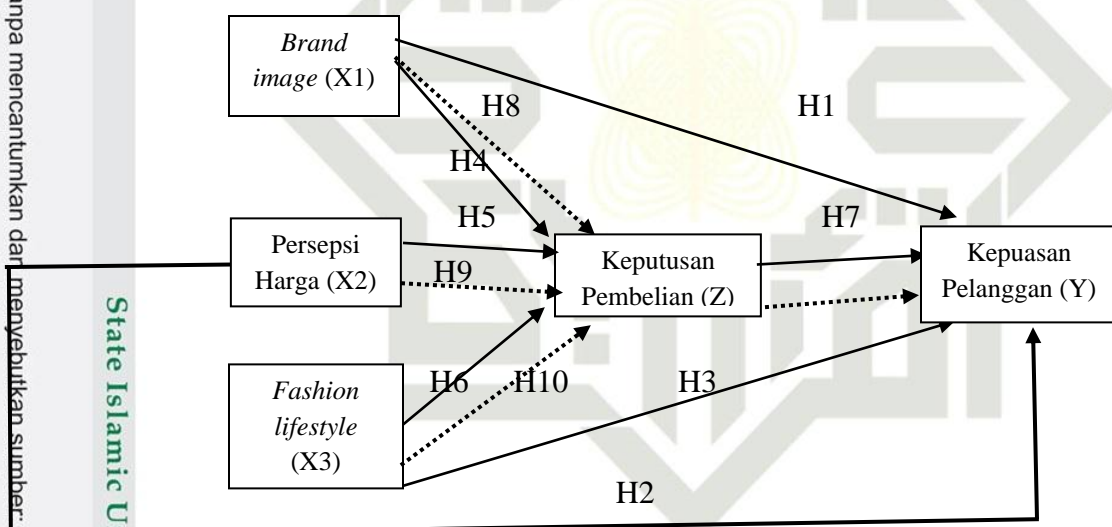 anpa mencantumkan dan menyebutkan sumber:
State Islamic U
Brand
image (X1)
H8
H1
H4
Persepsi
Harga (X2)
H5
H9
Keputusan
Pembelian (Z)
H7
Kepuasan
Pelanggan (Y)
Fashion
lifestyle
(X3)
H6
H10
H3
H2